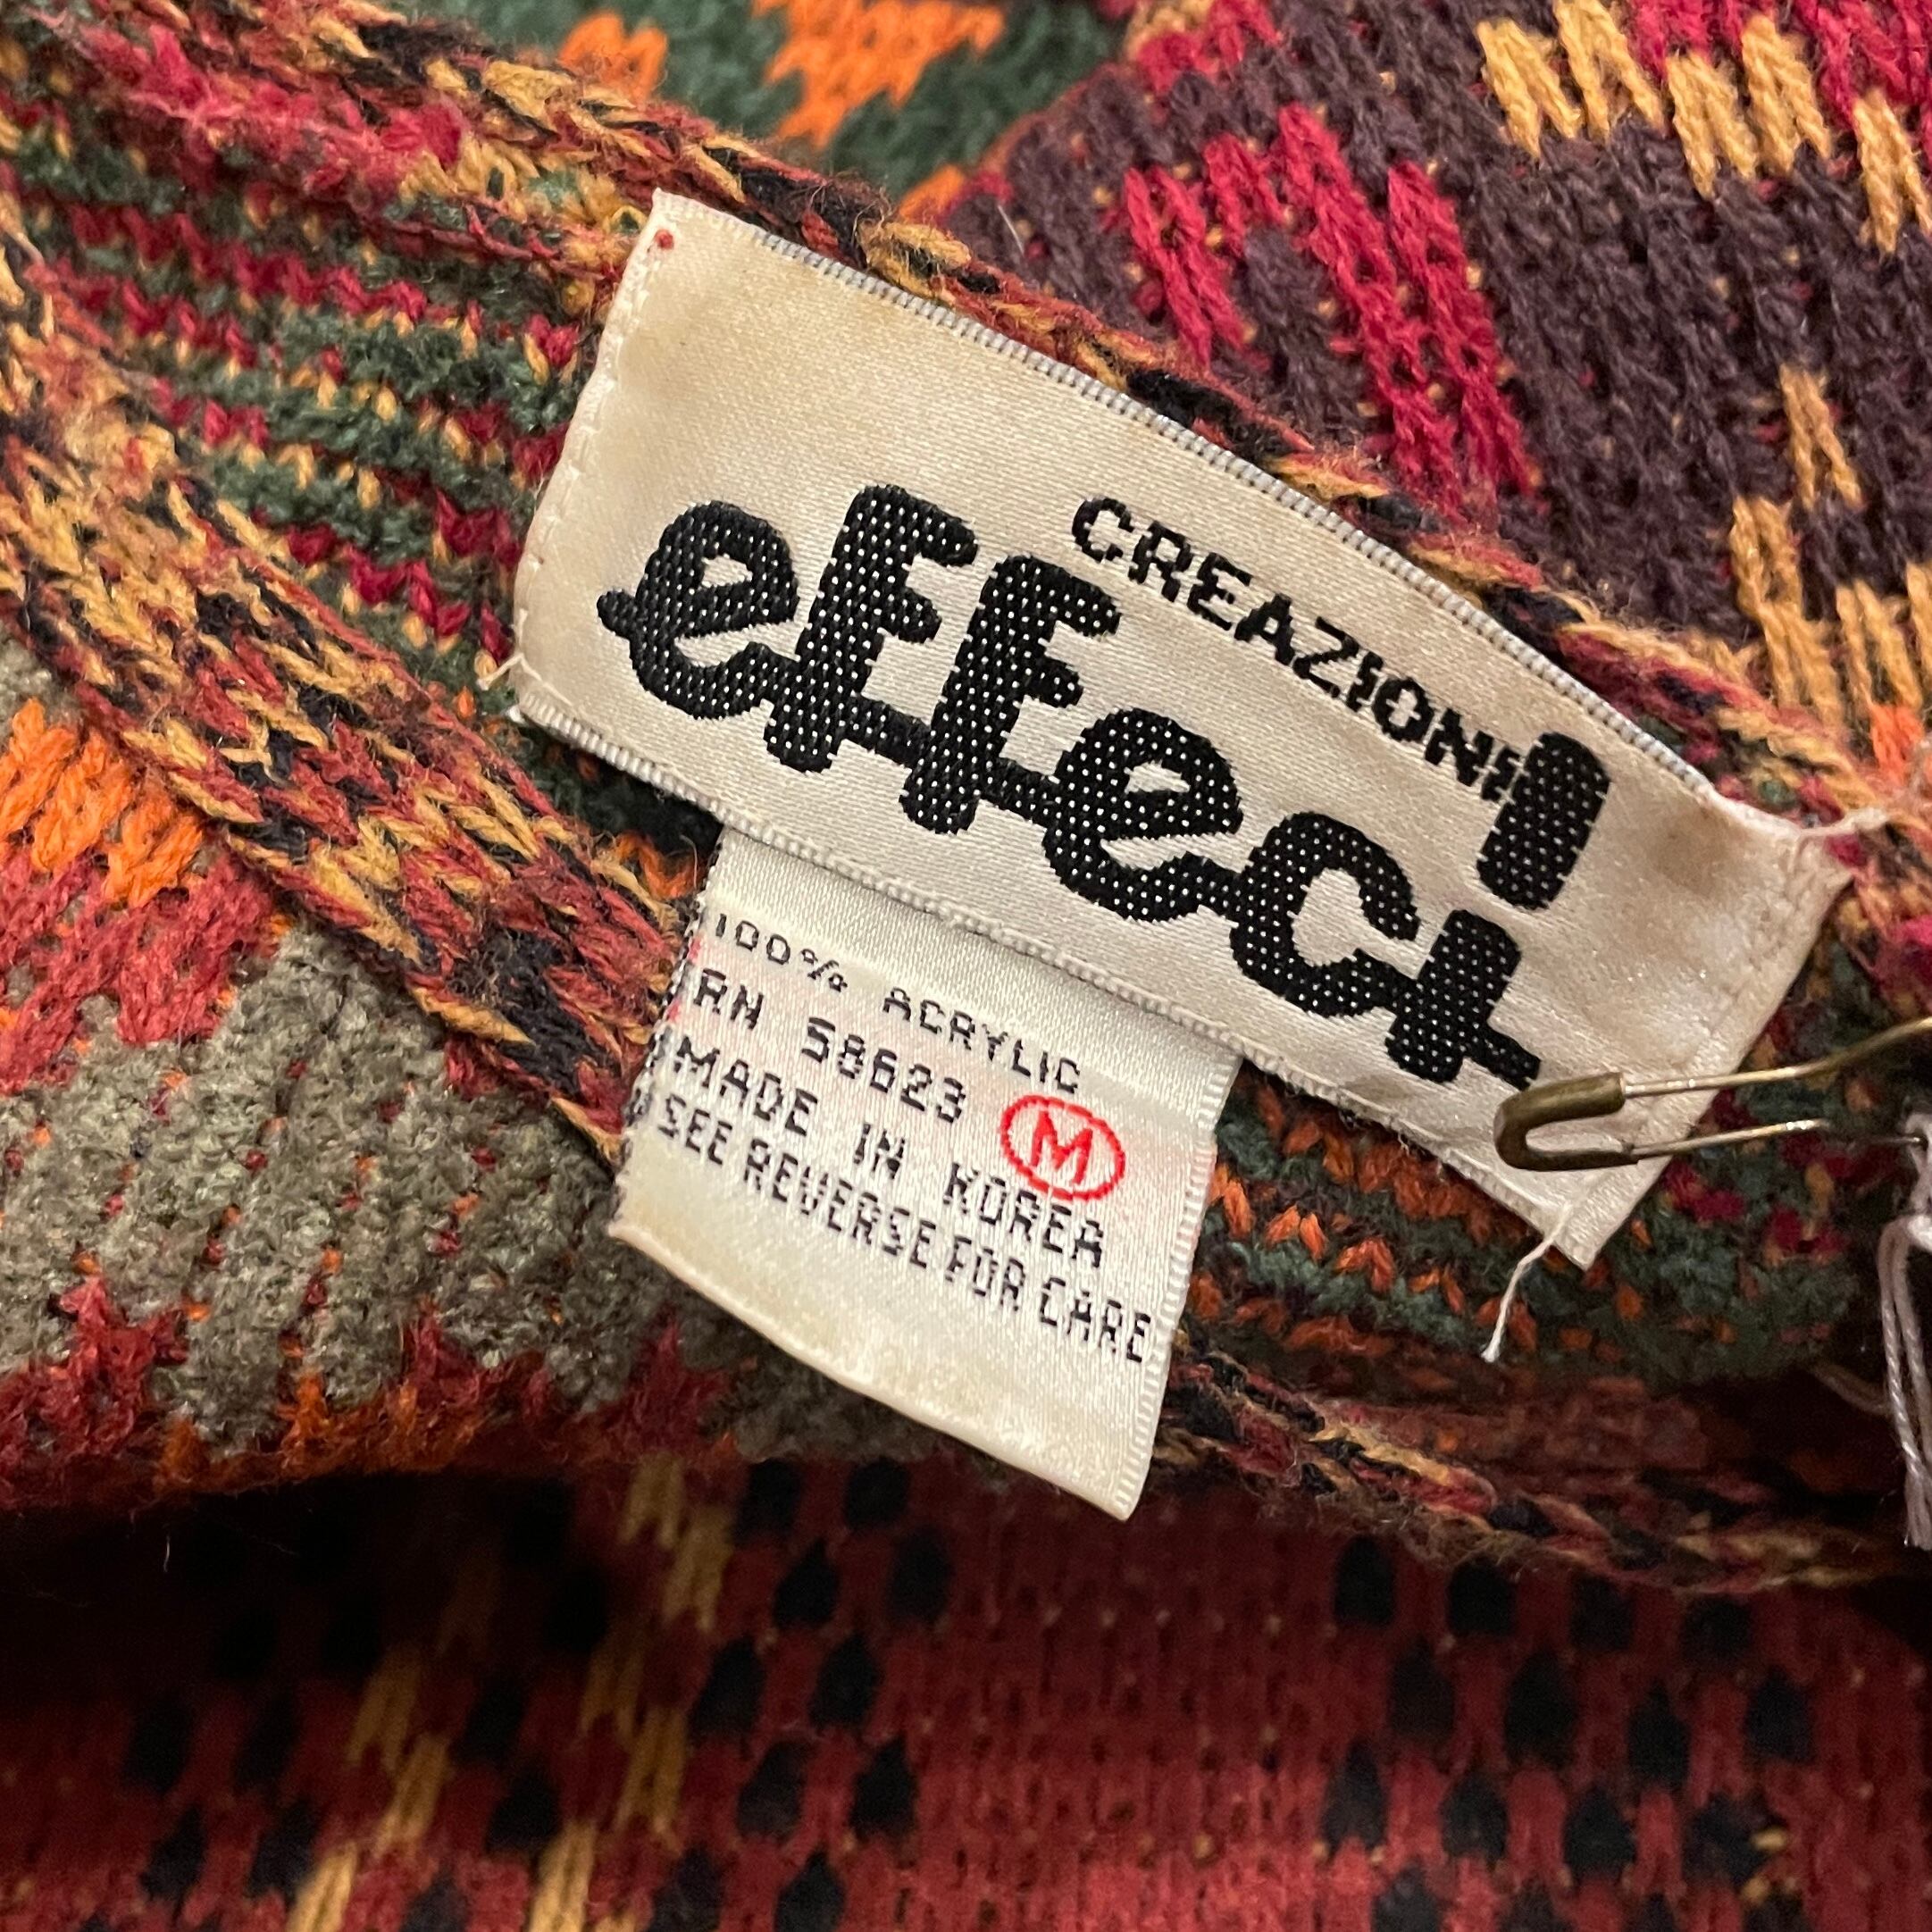 CREAZIONI
effect!
100% ACRYLIC
RN 58623
M
MADE IN KOREA
SEE REVERSE FOR CARE